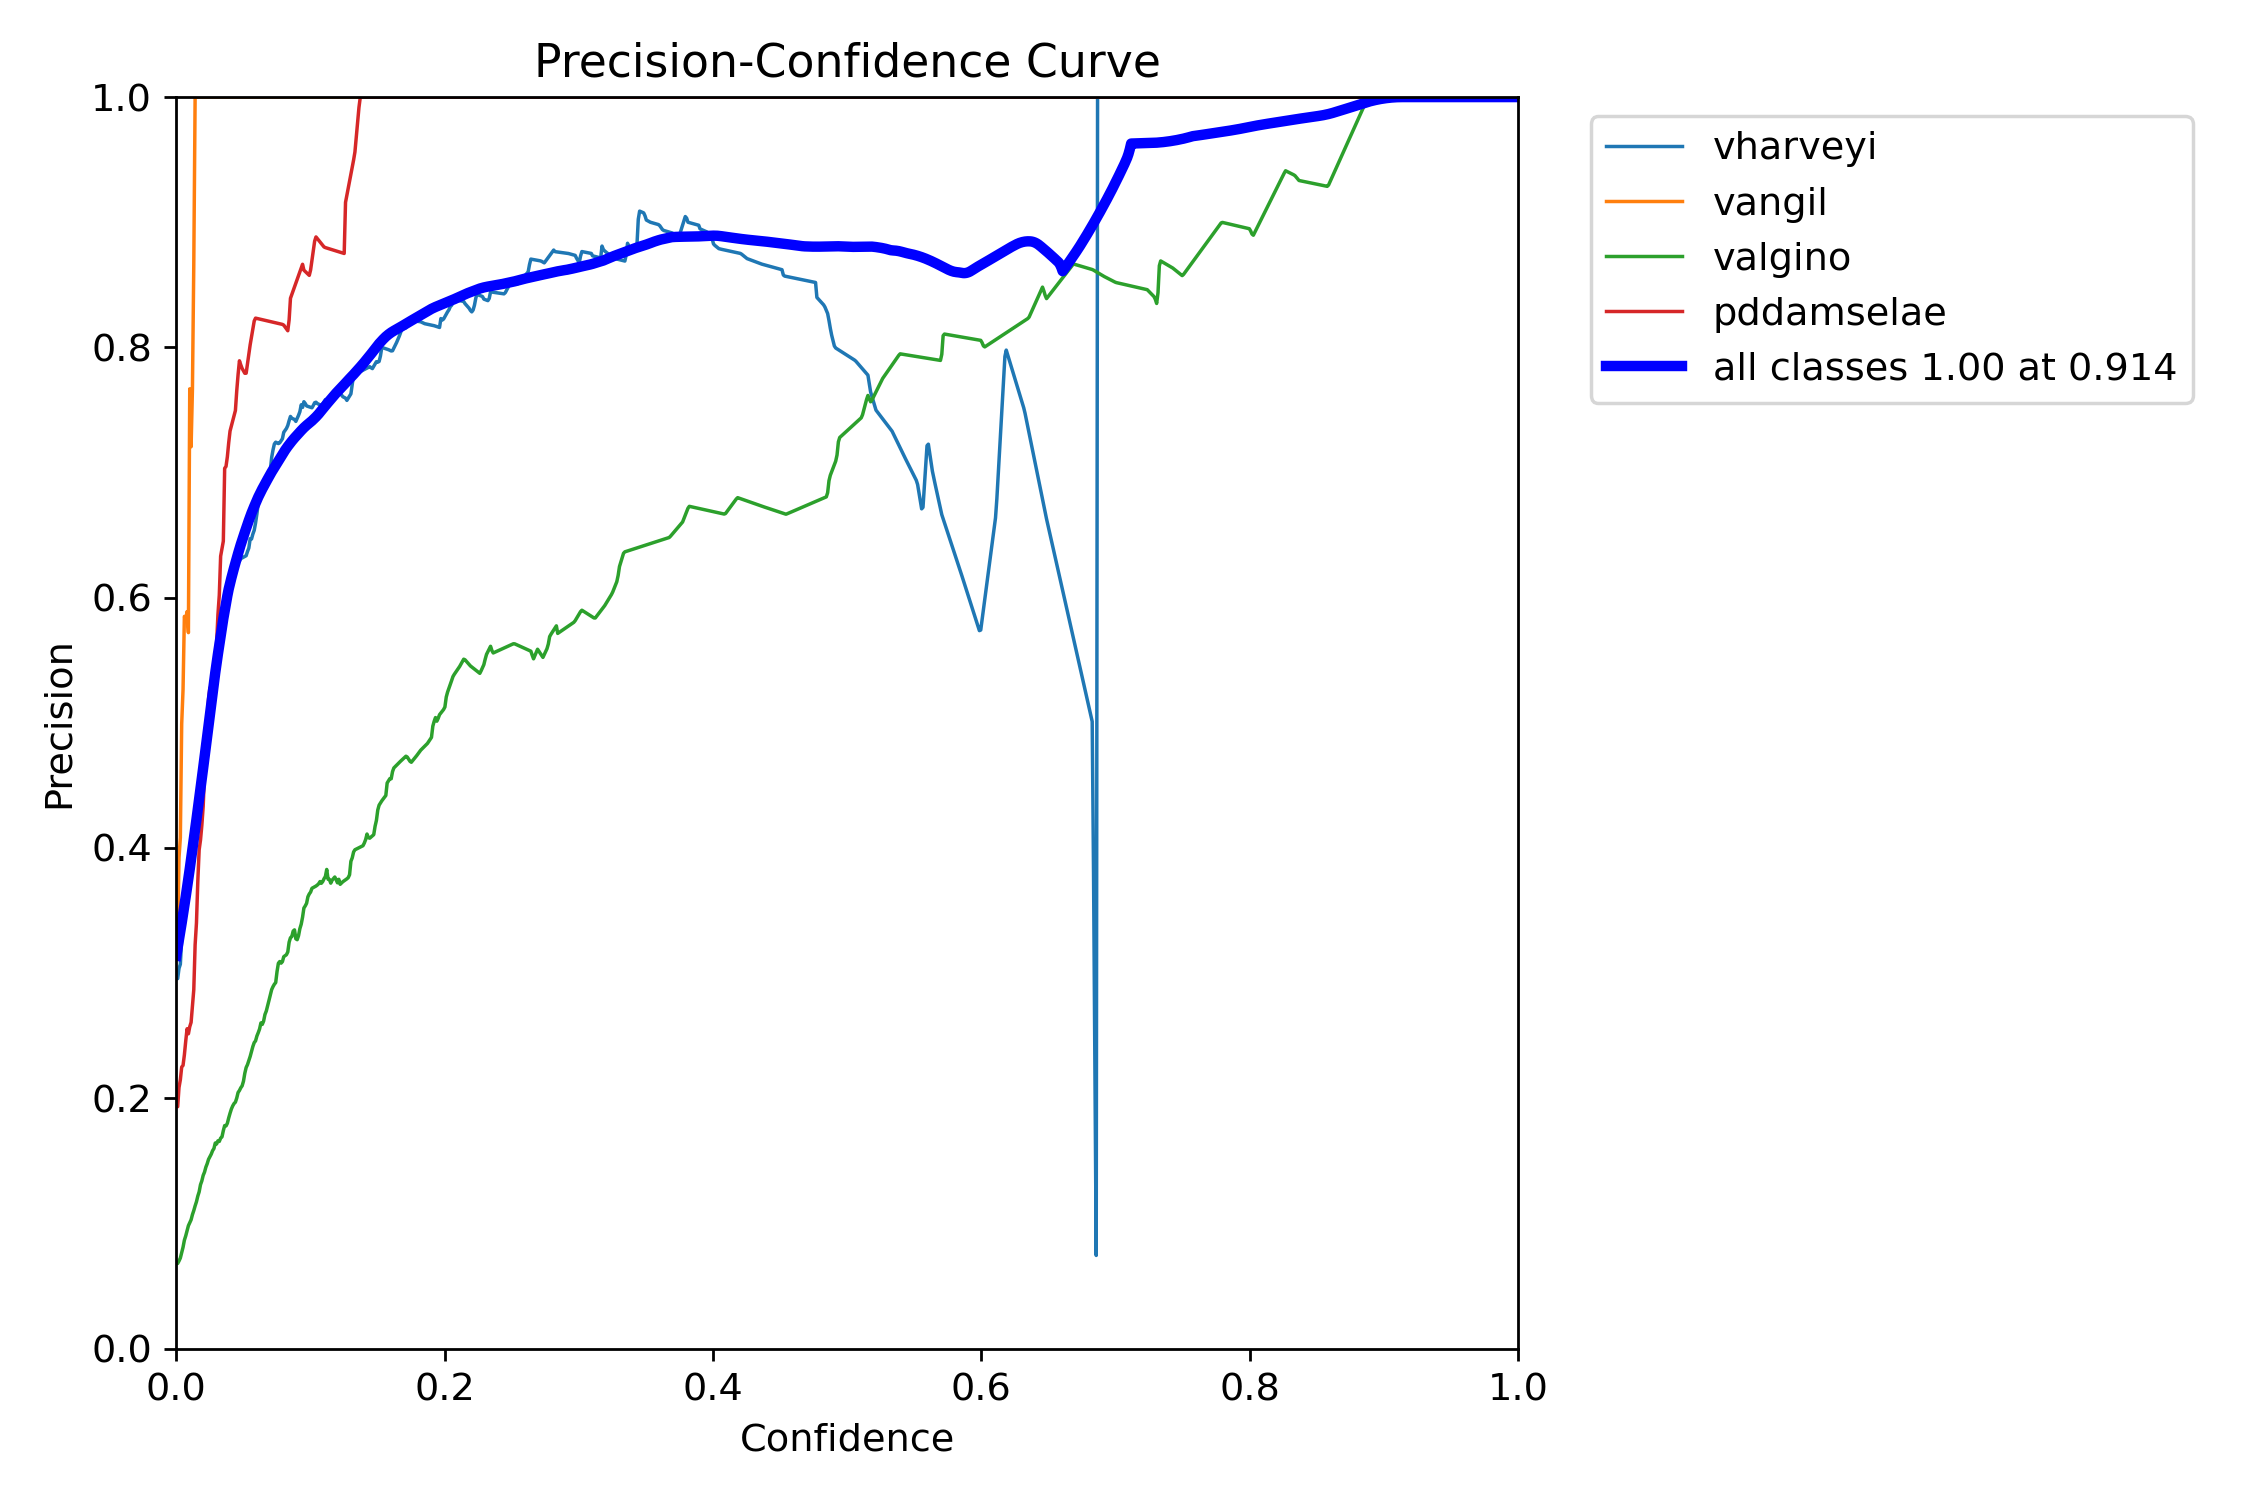 Precision-Confidence Curve
1.0
0.8
0.6
0.4
0.2
0.0
Precision
0.0 0.2 0.4 0.6 0.8 1.0
Confidence
vharveyi
vangil
valgino
pddamselae
all classes 1.00 at 0.914